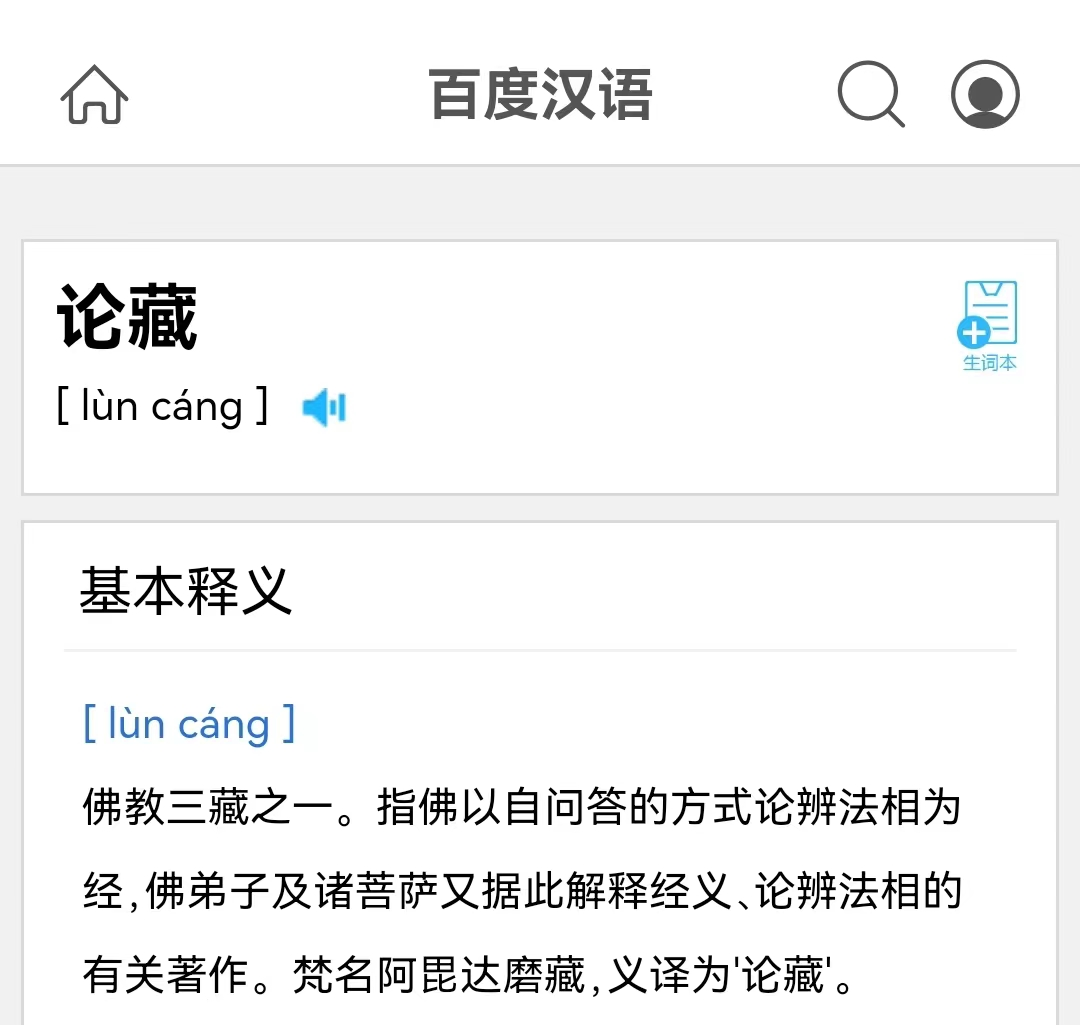 百度汉语
论藏
[ lùn cáng ]
生词本
基本释义
[ lùn cáng ]
佛教三藏之一。指佛以自问答的方式论辨法相为
经,佛弟子及诸菩萨又据此解释经义、论辨法相的
有关著作。梵名阿毘达磨藏,义译为'论藏'。